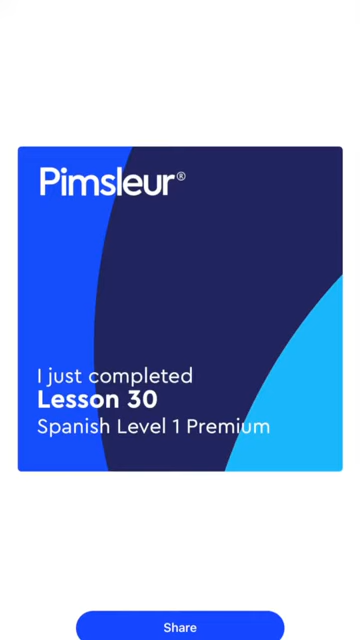 Pimsleur®
I just completed
Lesson 30
Spanish Level 1 Premium
Share